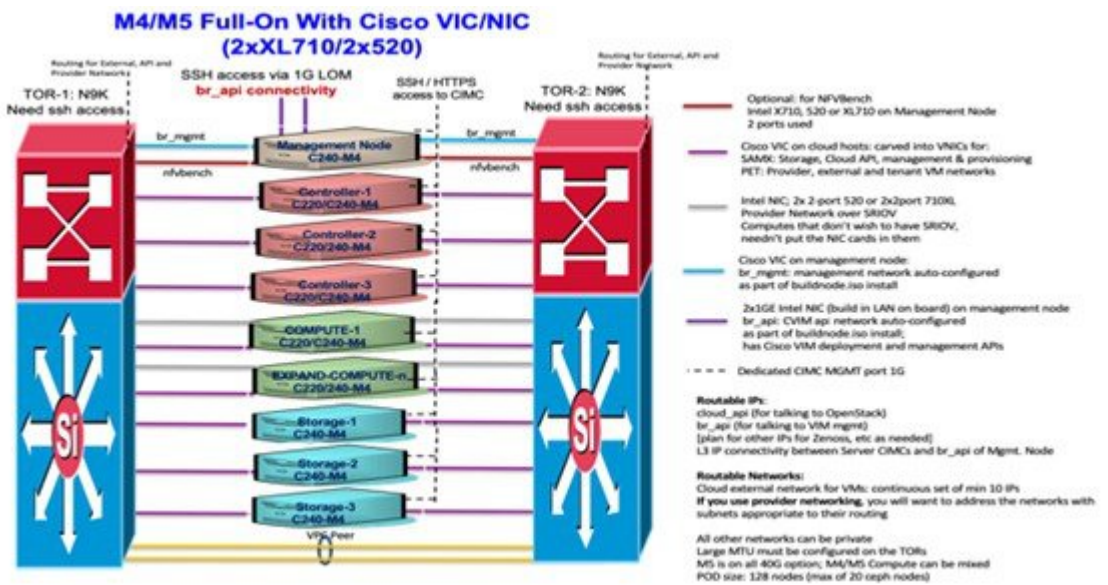 M4/M5 Full-On With Cisco VIC/NIC
(2xXL710/2x520)
Routing for External, API and
Provider Network
SSH access via 1G LOM
br_api connectivity
SSH / HTTPS
access to CIMC
Routing for External, API and
Provider Network
TOR-1: N9K
Need ssh access
TOR-2: N9K
Need ssh access
br_mgmt
Management Node
C240-M4
br_mgmt
nfvbench
nfvbench
Controller-1
C220/C240-M4
Controller-2
C220/240-M4
Controller-3
C220/C240-M4
COMPUTE-1
C220/C240-M4
EXPAND-COMPUTE-n
C220/240-M4
Storage-1
C240-M4
Storage-2
C240-M4
Storage-3
C240-M4
VPC Peer
Si
Si
Optional: for NFVBench
Intel X710, 520 or XL710 on Management Node
2 ports used
Cisco VIC on cloud hosts: carved into VNICs for:
SAMX: Storage, Cloud API, management & provisioning
PET: Provider, external and tenant VM networks
Intel NIC; 2x 2-port 520 or 2x2port 710XL
Provider Network over SRIOV
Computes that don't wish to have SRIOV,
needn't put the NIC cards in them
Cisco VIC on management node:
br_mgmt: management network auto-configured
as part of buildnode.iso install
2x1GE Intel NIC (build in LAN on board) on management node
br_api: CVIM api network auto-configured
as part of buildnode.iso install;
has Cisco VIM deployment and management APIs
Dedicated CIMC MGMT port 1G
Routable IPs:
cloud_api (for talking to OpenStack)
br_api (for talking to VIM mgmt)
[plan for other IPs for Zenoss, etc as needed]
L3 IP connectivity between Server CIMCs and br_api of Mgmt. Node
Routable Networks:
Cloud external network for VMs: continuous set of min 10 IPs
If you use provider networking, you will want to address the networks with
subnets appropriate to their routing
All other networks can be private
Large MTU must be configured on the TORs
M5 is on all 40G option; M4/M5 Compute can be mixed
POD size: 128 nodes (max of 20 ceph nodes)